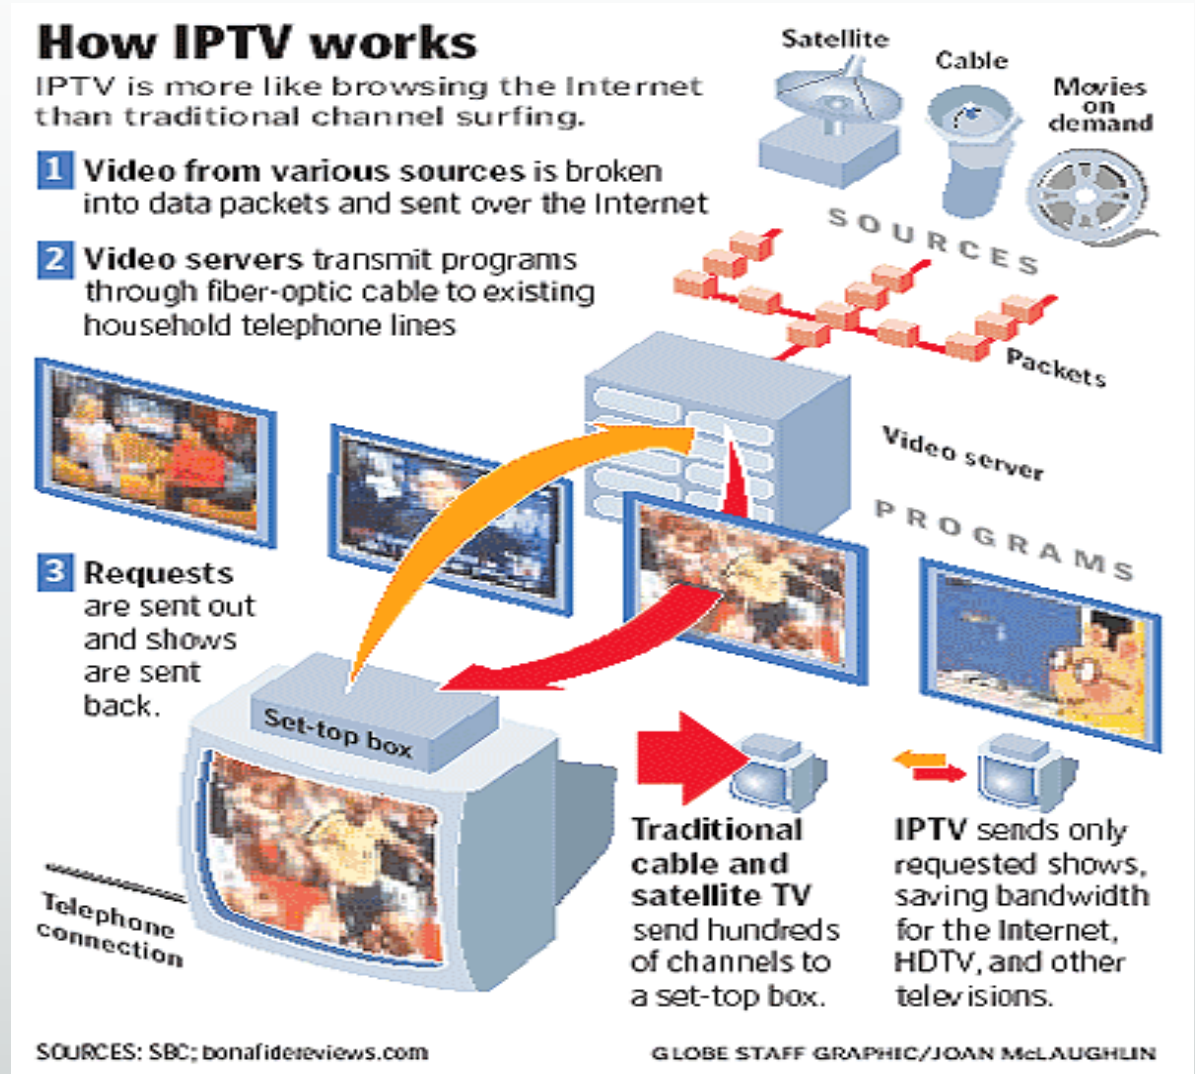 How IPTV works
IPTV is more like browsing the Internet
than traditional channel surfing.
1 Video from various sources is broken
into data packets and sent over the Internet
2 Video servers transmit programs
through fiber-optic cable to existing
household telephone lines
Satellite
Cable
Movies
on
demand
SOURCES
Packets
Video server
PROGRAMS
3 Requests
are sent out
and shows
are sent
back.
Set-top box
Telephone
connection
Traditional
cable and
satellite TV
send hundreds
of channels to
a set-top box.
IPTV sends only
requested shows,
saving bandwidth
for the Internet,
HDTV, and other
televisions.
SOURCES: SBC; bonafidereviews.com
GLOBE STAFF GRAPHIC/JOAN McLAUGHLIN